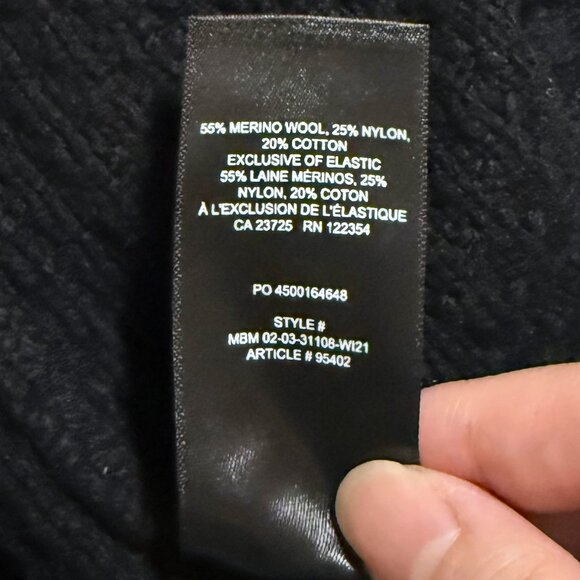 55% MERINO WOOL, 25% NYLON,
20% COTTON
EXCLUSIVE OF ELASTIC
55% LAINE MÉRINOS, 25%
NYLON, 20% COTON
À L'EXCLUSION DE L'ÉLASTIQUE
CA 23725 RN 122354
PO 4500164648
STYLE #
MBM 02-03-31108-WI21
ARTICLE # 95402